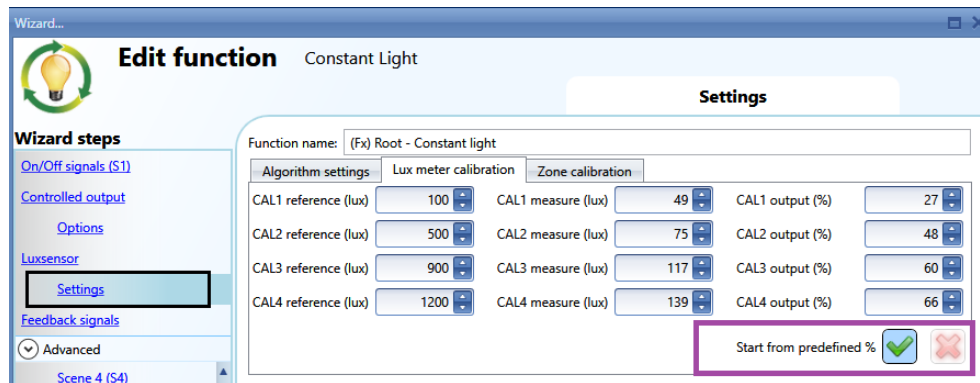 Wizard...
Edit function Constant Light
Settings
Wizard steps
On/Off signals (S1)
Controlled output
Options
Luxsensor
Settings
Feedback signals
Advanced
Scene 4 (S4)
Function name: (Fx) Root - Constant light
Algorithm settings Lux meter calibration Zone calibration
CAL1 reference (lux) 100 CAL1 measure (lux) 49 CAL1 output (%) 27
CAL2 reference (lux) 500 CAL2 measure (lux) 75 CAL2 output (%) 48
CAL3 reference (lux) 900 CAL3 measure (lux) 117 CAL3 output (%) 60
CAL4 reference (lux) 1200 CAL4 measure (lux) 139 CAL4 output (%) 66
Start from predefined %